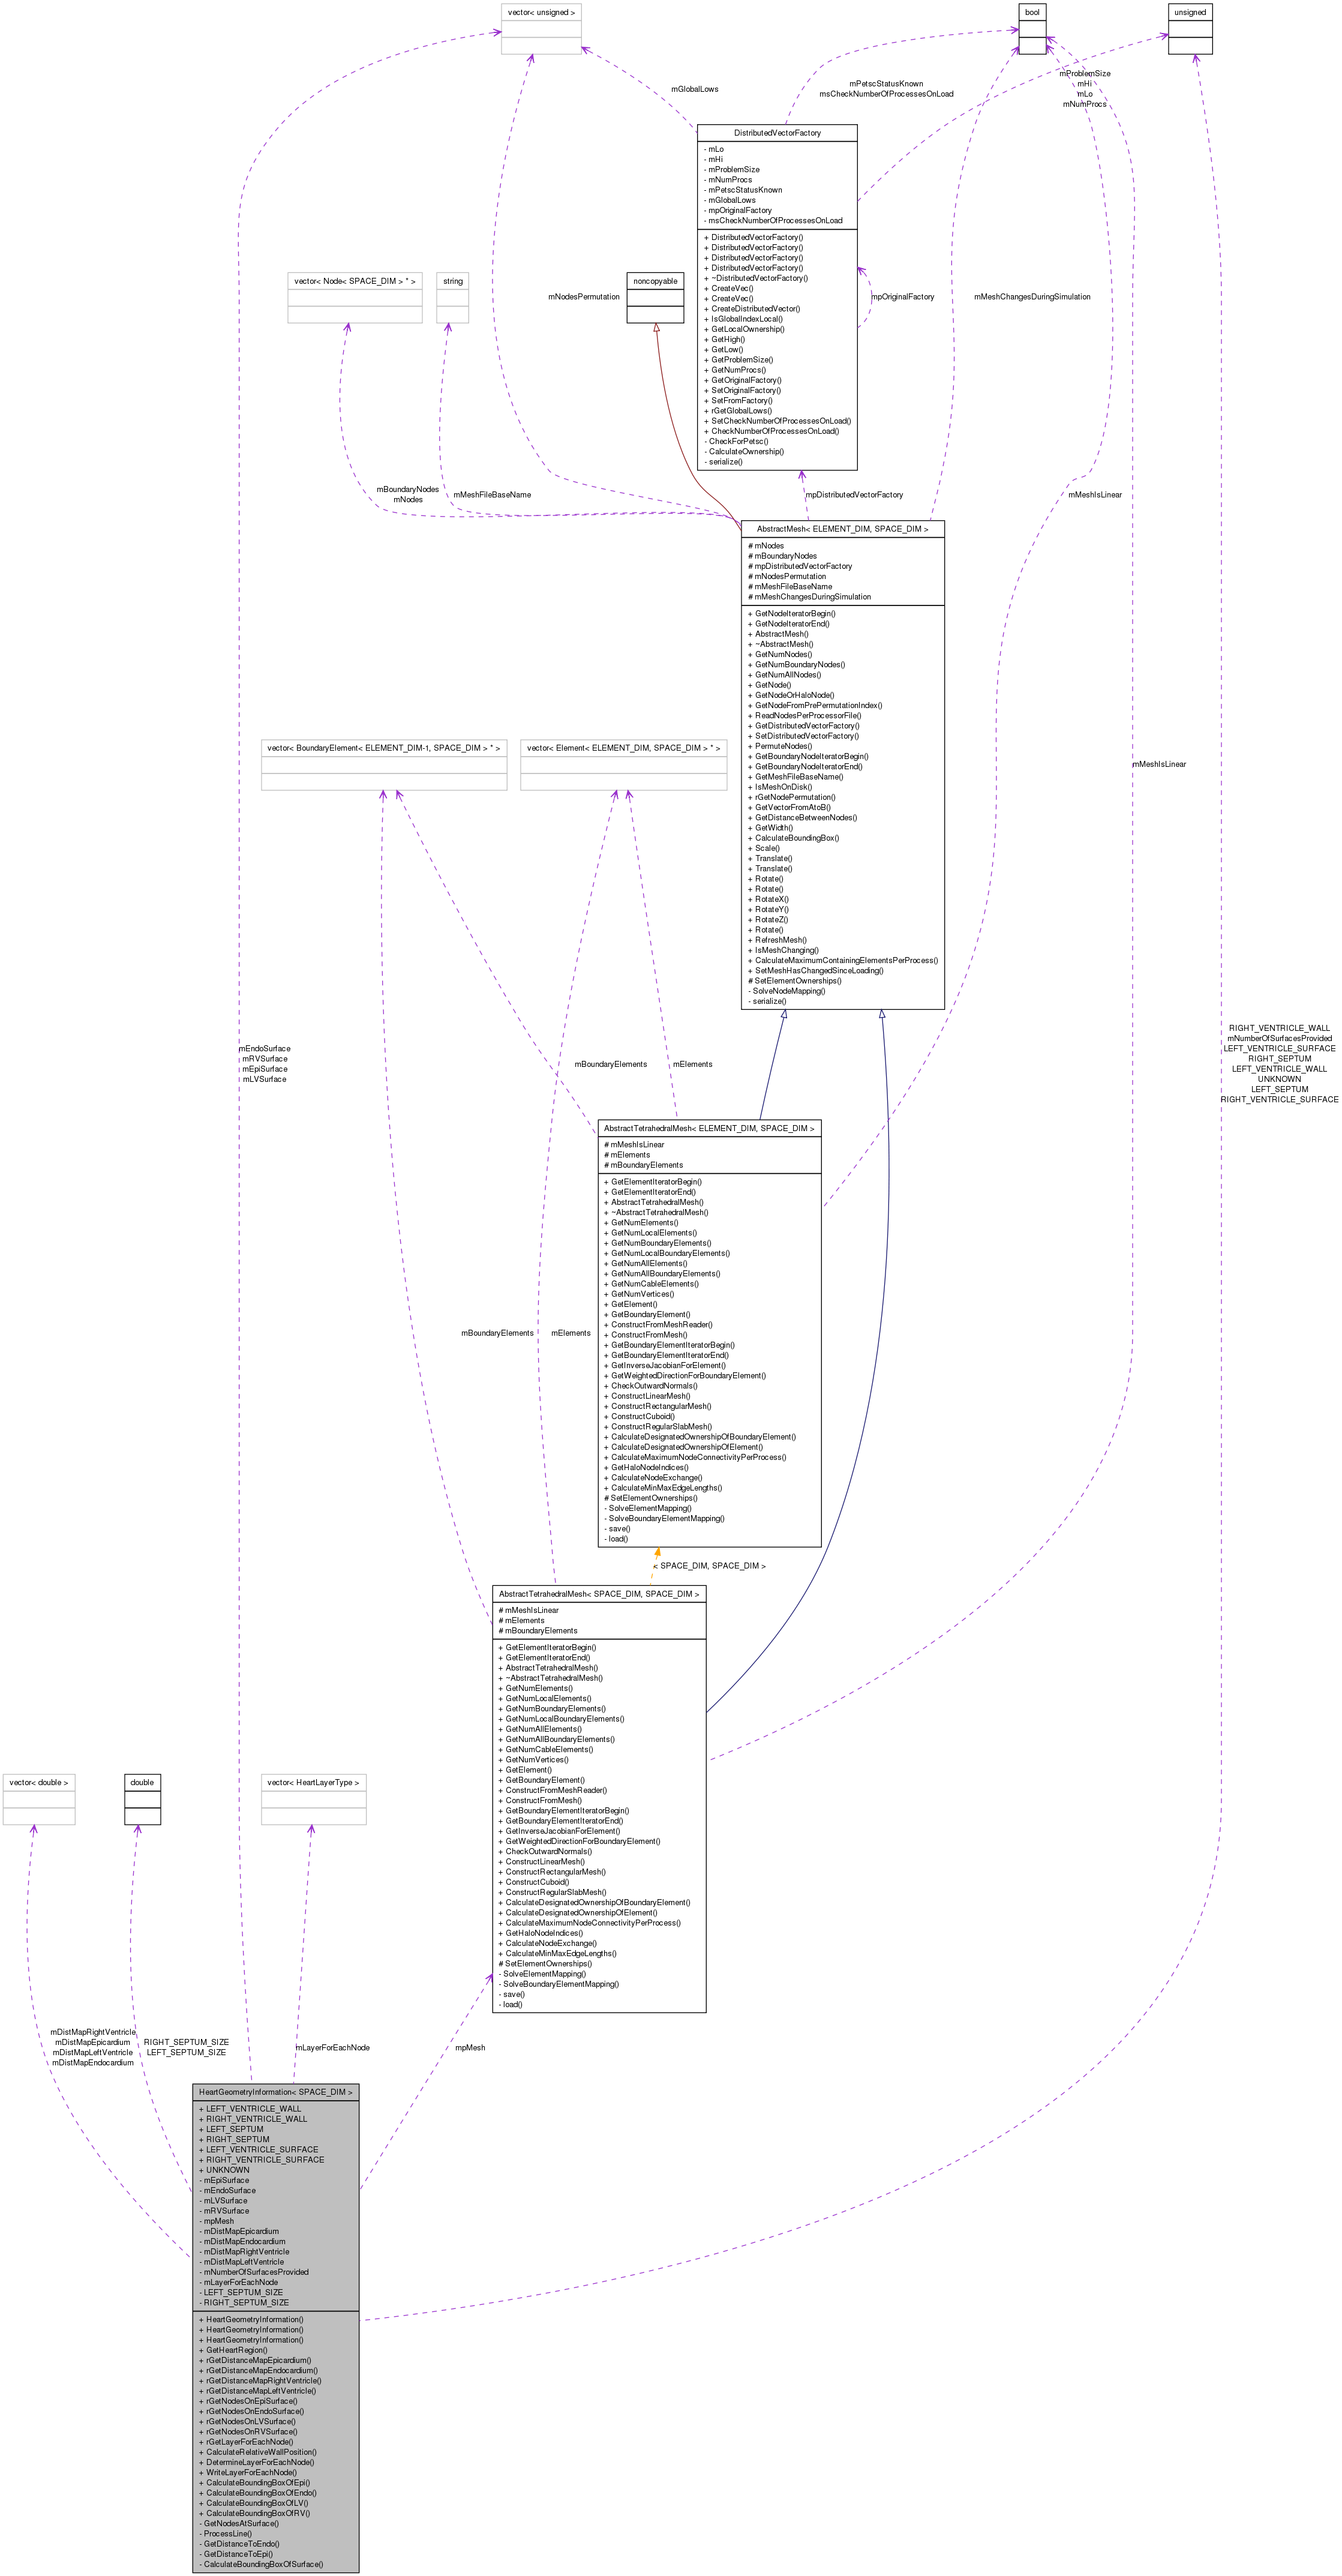 vector< unsigned >
bool
unsigned
mGlobalLows
mPetscStatusKnown
msCheckNumberOfProcessesOnLoad
mProblemSize
mHi
mLo
mNumProcs
DistributedVectorFactory
- mLo
- mHi
- mProblemSize
- mNumProcs
- mPetscStatusKnown
- mGlobalLows
- mpOriginalFactory
- msCheckNumberOfProcessesOnLoad
+ DistributedVectorFactory()
+ DistributedVectorFactory()
+ DistributedVectorFactory()
+ DistributedVectorFactory()
+ ~DistributedVectorFactory()
+ CreateVec()
+ CreateVec()
+ CreateDistributedVector()
+ IsGlobalIndexLocal()
+ GetLocalOwnership()
+ GetHigh()
+ GetLow()
+ GetProblemSize()
+ GetNumProcs()
+ GetOriginalFactory()
+ SetOriginalFactory()
+ SetFromFactory()
+ rGetGlobalLows()
+ SetCheckNumberOfProcessesOnLoad()
+ CheckNumberOfProcessesOnLoad()
- CheckForPetsc()
- CalculateOwnership()
- serialize()
vector< Node< SPACE_DIM > * >
string
mNodesPermutation
noncopyable
mpOriginalFactory
mMeshChangesDuringSimulation
mBoundaryNodes
mNodes
mMeshFileBaseName
mpDistributedVectorFactory
mMeshIsLinear
AbstractMesh< ELEMENT_DIM, SPACE_DIM >
# mNodes
# mBoundaryNodes
# mpDistributedVectorFactory
# mNodesPermutation
# mMeshFileBaseName
# mMeshChangesDuringSimulation
+ GetNodeIteratorBegin()
+ GetNodeIteratorEnd()
+ AbstractMesh()
+ ~AbstractMesh()
+ GetNumNodes()
+ GetNumBoundaryNodes()
+ GetNumAllNodes()
+ GetNode()
+ GetNodeOrHaloNode()
+ GetNodeFromPrePermutationIndex()
+ ReadNodesPerProcessorFile()
+ GetDistributedVectorFactory()
+ SetDistributedVectorFactory()
+ PermuteNodes()
+ GetBoundaryNodeIteratorBegin()
+ GetBoundaryNodeIteratorEnd()
+ GetMeshFileBaseName()
+ IsMeshOnDisk()
+ rGetNodePermutation()
+ GetVectorFromAtoB()
+ GetDistanceBetweenNodes()
+ GetWidth()
+ CalculateBoundingBox()
+ Scale()
+ Translate()
+ Translate()
+ Rotate()
+ Rotate()
+ RotateX()
+ RotateY()
+ RotateZ()
+ Rotate()
+ RefreshMesh()
+ IsMeshChanging()
+ CalculateMaximumContainingElementsPerProcess()
+ SetMeshHasChangedSinceLoading()
# SetElementOwnerships()
- SolveNodeMapping()
- serialize()
vector< BoundaryElement< ELEMENT_DIM-1, SPACE_DIM > * >
vector< Element< ELEMENT_DIM, SPACE_DIM > * >
mMeshIsLinear
mEndoSurface
mRVSurface
mEpiSurface
mLVSurface
mBoundaryElements
mElements
RIGHT_VENTRICLE_WALL
mNumberOfSurfacesProvided
LEFT_VENTRICLE_SURFACE
RIGHT_SEPTUM
LEFT_VENTRICLE_WALL
UNKNOWN
LEFT_SEPTUM
RIGHT_VENTRICLE_SURFACE
AbstractTetrahedralMesh< ELEMENT_DIM, SPACE_DIM >
# mMeshIsLinear
# mElements
# mBoundaryElements
+ GetElementIteratorBegin()
+ GetElementIteratorEnd()
+ AbstractTetrahedralMesh()
+ ~AbstractTetrahedralMesh()
+ GetNumElements()
+ GetNumLocalElements()
+ GetNumBoundaryElements()
+ GetNumLocalBoundaryElements()
+ GetNumAllElements()
+ GetNumAllBoundaryElements()
+ GetNumCableElements()
+ GetNumVertices()
+ GetElement()
+ GetBoundaryElement()
+ ConstructFromMeshReader()
+ ConstructFromMesh()
+ GetBoundaryElementIteratorBegin()
+ GetBoundaryElementIteratorEnd()
+ GetInverseJacobianForElement()
+ GetWeightedDirectionForBoundaryElement()
+ CheckOutwardNormals()
+ ConstructLinearMesh()
+ ConstructRectangularMesh()
+ ConstructCuboid()
+ ConstructRegularSlabMesh()
+ CalculateDesignatedOwnershipOfBoundaryElement()
+ CalculateDesignatedOwnershipOfElement()
+ CalculateMaximumNodeConnectivityPerProcess()
+ GetHaloNodeIndices()
+ CalculateNodeExchange()
+ CalculateMinMaxEdgeLengths()
# SetElementOwnerships()
- SolveElementMapping()
- SolveBoundaryElementMapping()
- save()
- load()
mBoundaryElements
mElements
< SPACE_DIM, SPACE_DIM >
AbstractTetrahedralMesh< SPACE_DIM, SPACE_DIM >
# mMeshIsLinear
# mElements
# mBoundaryElements
+ GetElementIteratorBegin()
+ GetElementIteratorEnd()
+ AbstractTetrahedralMesh()
+ ~AbstractTetrahedralMesh()
+ GetNumElements()
+ GetNumLocalElements()
+ GetNumBoundaryElements()
+ GetNumLocalBoundaryElements()
+ GetNumAllElements()
+ GetNumAllBoundaryElements()
+ GetNumCableElements()
+ GetNumVertices()
+ GetElement()
+ GetBoundaryElement()
+ ConstructFromMeshReader()
+ ConstructFromMesh()
+ GetBoundaryElementIteratorBegin()
+ GetBoundaryElementIteratorEnd()
+ GetInverseJacobianForElement()
+ GetWeightedDirectionForBoundaryElement()
+ CheckOutwardNormals()
+ ConstructLinearMesh()
+ ConstructRectangularMesh()
+ ConstructCuboid()
+ ConstructRegularSlabMesh()
+ CalculateDesignatedOwnershipOfBoundaryElement()
+ CalculateDesignatedOwnershipOfElement()
+ CalculateMaximumNodeConnectivityPerProcess()
+ GetHaloNodeIndices()
+ CalculateNodeExchange()
+ CalculateMinMaxEdgeLengths()
# SetElementOwnerships()
- SolveElementMapping()
- SolveBoundaryElementMapping()
- save()
- load()
vector< double >
double
vector< HeartLayerType >
mDistMapRightVentricle
mDistMapEpicardium
mDistMapLeftVentricle
mDistMapEndocardium
RIGHT_SEPTUM_SIZE
LEFT_SEPTUM_SIZE
mLayerForEachNode
mpMesh
HeartGeometryInformation< SPACE_DIM >
+ LEFT_VENTRICLE_WALL
+ RIGHT_VENTRICLE_WALL
+ LEFT_SEPTUM
+ RIGHT_SEPTUM
+ LEFT_VENTRICLE_SURFACE
+ RIGHT_VENTRICLE_SURFACE
+ UNKNOWN
- mEpiSurface
- mEndoSurface
- mLVSurface
- mRVSurface
- mpMesh
- mDistMapEpicardium
- mDistMapEndocardium
- mDistMapRightVentricle
- mDistMapLeftVentricle
- mNumberOfSurfacesProvided
- mLayerForEachNode
- LEFT_SEPTUM_SIZE
- RIGHT_SEPTUM_SIZE
+ HeartGeometryInformation()
+ HeartGeometryInformation()
+ HeartGeometryInformation()
+ GetHeartRegion()
+ rGetDistanceMapEpicardium()
+ rGetDistanceMapEndocardium()
+ rGetDistanceMapRightVentricle()
+ rGetDistanceMapLeftVentricle()
+ rGetNodesOnEpiSurface()
+ rGetNodesOnEndoSurface()
+ rGetNodesOnLVSurface()
+ rGetNodesOnRVSurface()
+ rGetLayerForEachNode()
+ CalculateRelativeWallPosition()
+ DetermineLayerForEachNode()
+ WriteLayerForEachNode()
+ CalculateBoundingBoxOfEpi()
+ CalculateBoundingBoxOfEndo()
+ CalculateBoundingBoxOfLV()
+ CalculateBoundingBoxOfRV()
- GetNodesAtSurface()
- ProcessLine()
- GetDistanceToEndo()
- GetDistanceToEpi()
- CalculateBoundingBoxOfSurface()